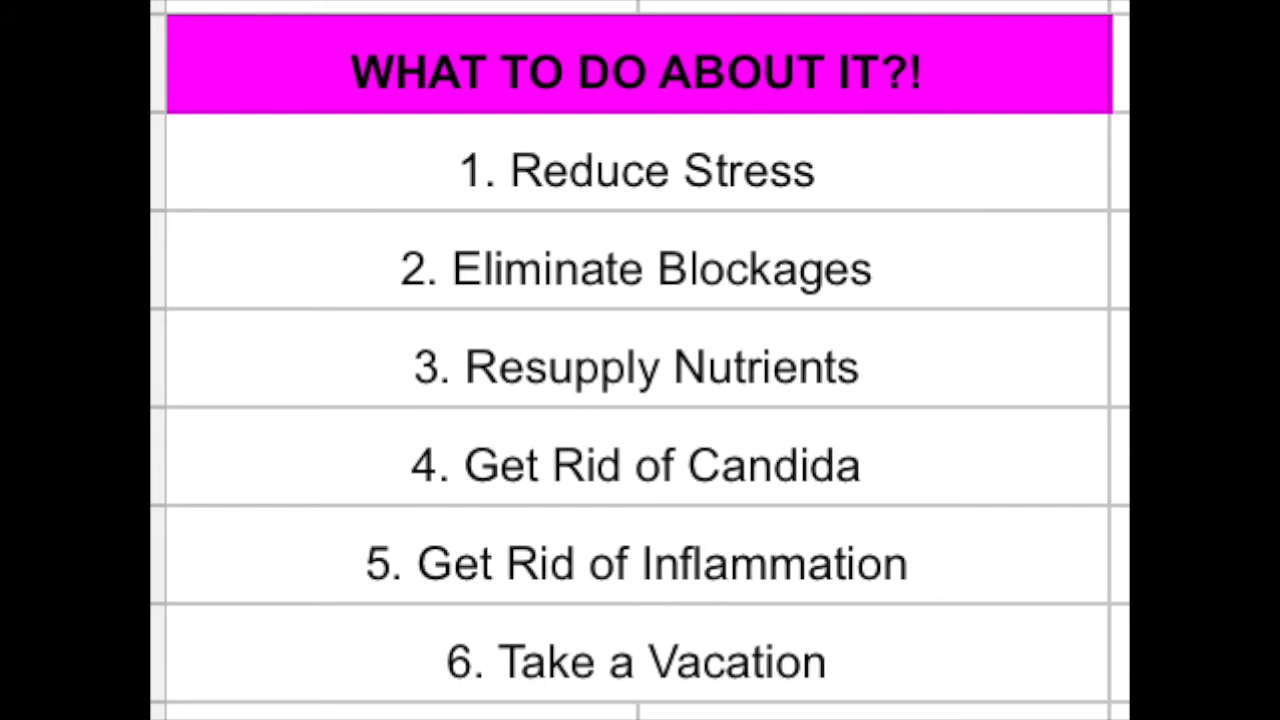 WHAT TO DO ABOUT IT?!
1. Reduce Stress
2. Eliminate Blockages
3. Resupply Nutrients
4. Get Rid of Candida
5. Get Rid of Inflammation
6. Take a Vacation